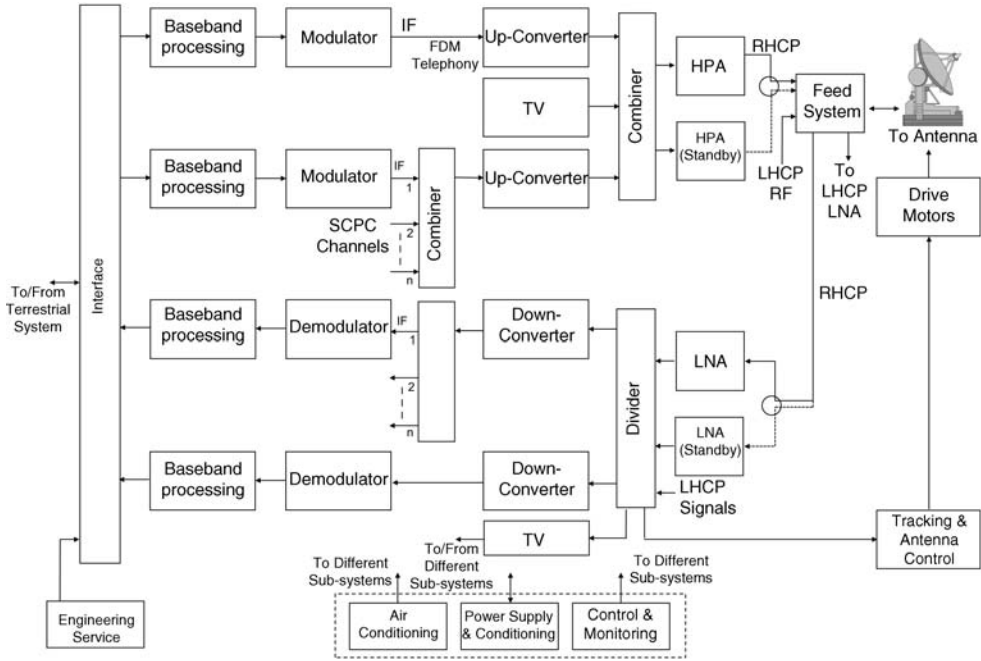 Baseband
processing
Modulator
IF
FDM
Telephony
Up-Converter
TV
Combiner
HPA
RHCP
HPA
(Standby)
Feed
System
To Antenna
LHCP
RF
To
LHCP
LNA
Drive
Motors
Baseband
processing
Modulator
IF
1
SCPC
Channels
2
n
Combiner
Up-Converter
To/From
Terrestrial
System
Interface
RHCP
Baseband
processing
Demodulator
IF
1
2
n
Down-
Converter
Divider
LNA
LNA
(Standby)
LHCP
Signals
Baseband
processing
Demodulator
Down-
Converter
TV
Tracking &
Antenna
Control
Engineering
Service
To Different
Sub-systems
To/From
Different
Sub-systems
To Different
Sub-systems
Air
Conditioning
Power Supply
& Conditioning
Control &
Monitoring